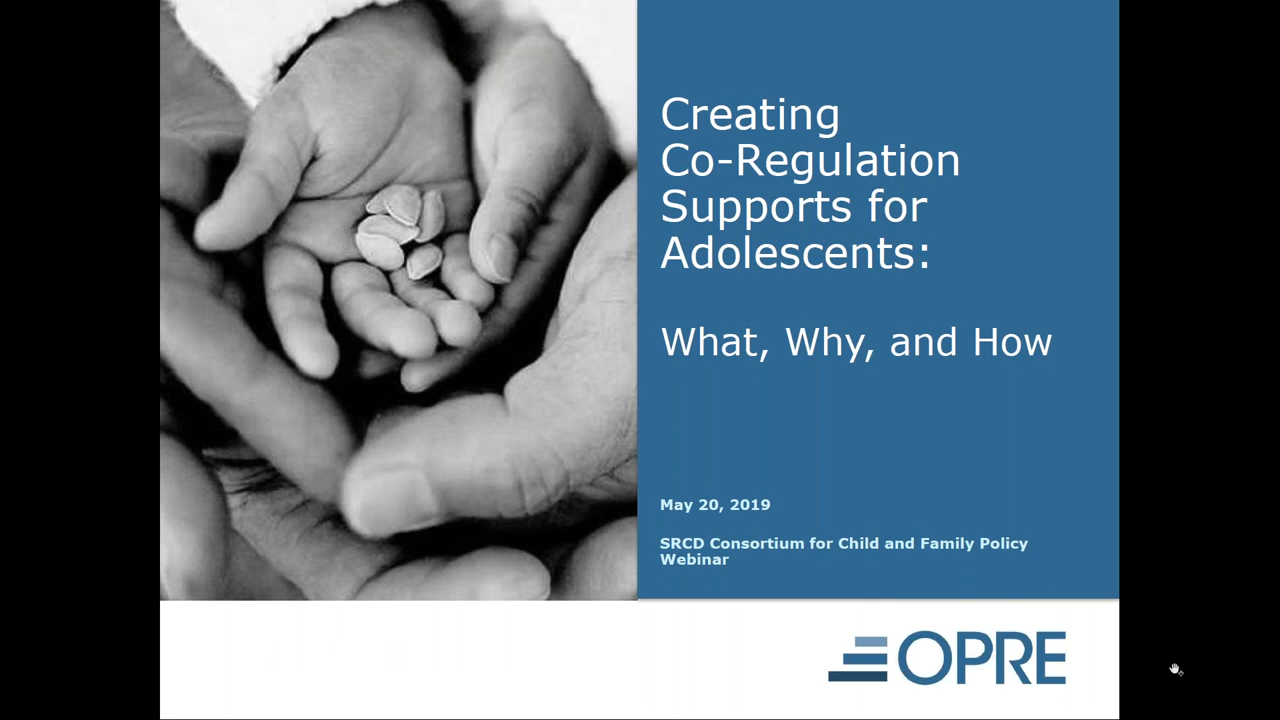 Creating
Co-Regulation
Supports for
Adolescents:
What, Why, and How
May 20, 2019
SRCD Consortium for Child and Family Policy
Webinar
OPRE